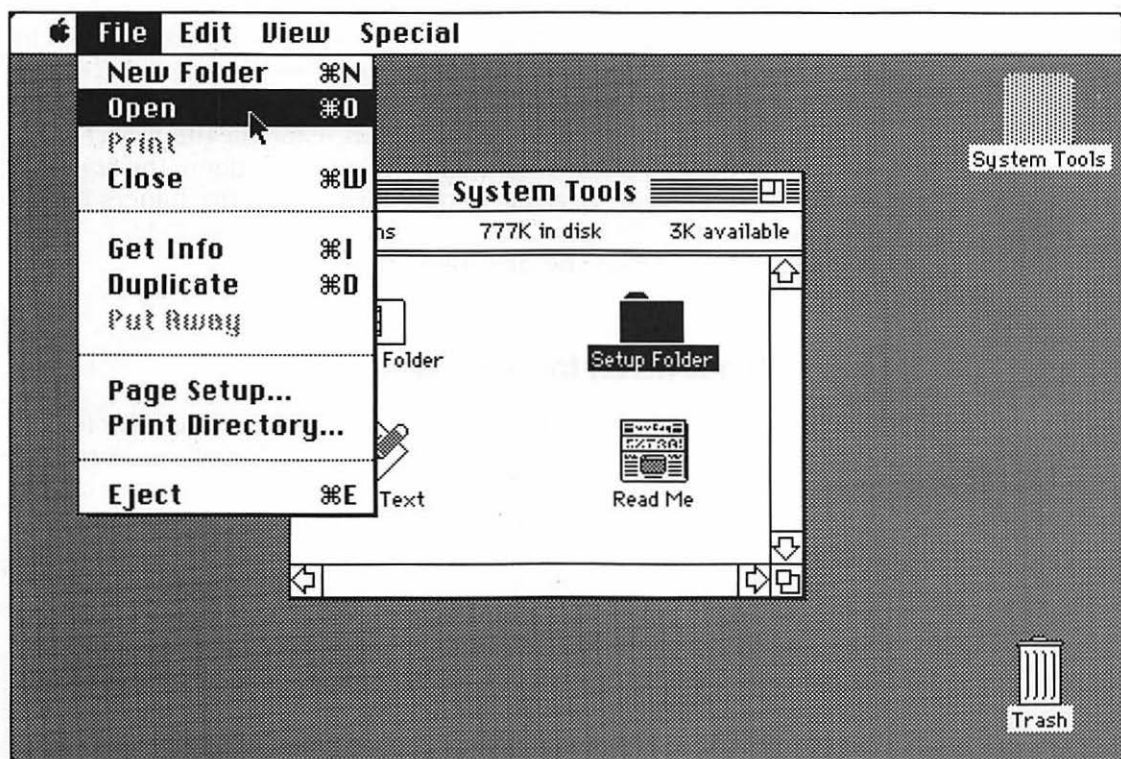 File Edit View Special
New Folder ⌘N
Open ⌘O
Print
Close ⌘W
Get Info ⌘I
Duplicate ⌘D
Put Away
Page Setup...
Print Directory...
Eject ⌘E
System Tools
777K in disk 3K available
Folder
Setup Folder
Text
EXTRA!
Read Me
System Tools
Trash